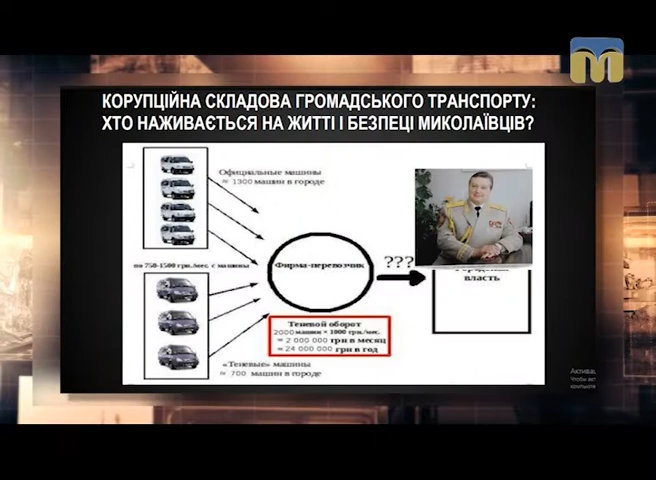 КОРУПЦІЙНА СКЛАДОВА ГРОМАДСЬКОГО ТРАНСПОРТУ:
ХТО НАЖИВАЄТЬСЯ НА ЖИТТІ І БЕЗПЕЦІ МИКОЛАЇВЦІВ?
Официальные машины
≈ 1300 машин в городе
по 750-1500 грн./мес. с машины
Фирма-перевозчик
???
власть
Теневой оборот
2000 машин × 1000 грн./мес.
≈ 2 000 000 грн в месяц
≈ 24 000 000 грн в год
«Теневые» машины
≈ 700 машин в городе